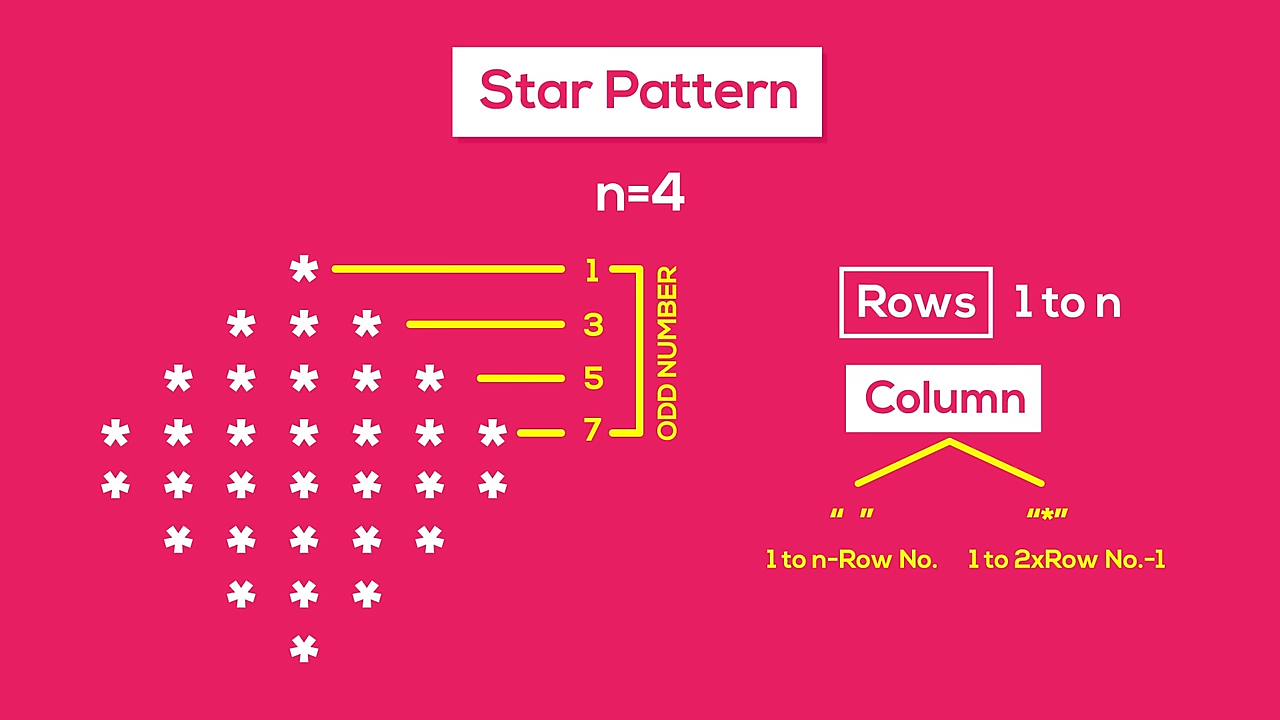 Star Pattern
n=4
* 1
* * * 3
* * * * * 5
* * * * * * * 7
* * * * * * *
* * * * *
* * *
*
ODD NUMBER
Rows 1 to n
Column
“ ” “*”
1 to n-Row No. 1 to 2xRow No.-1